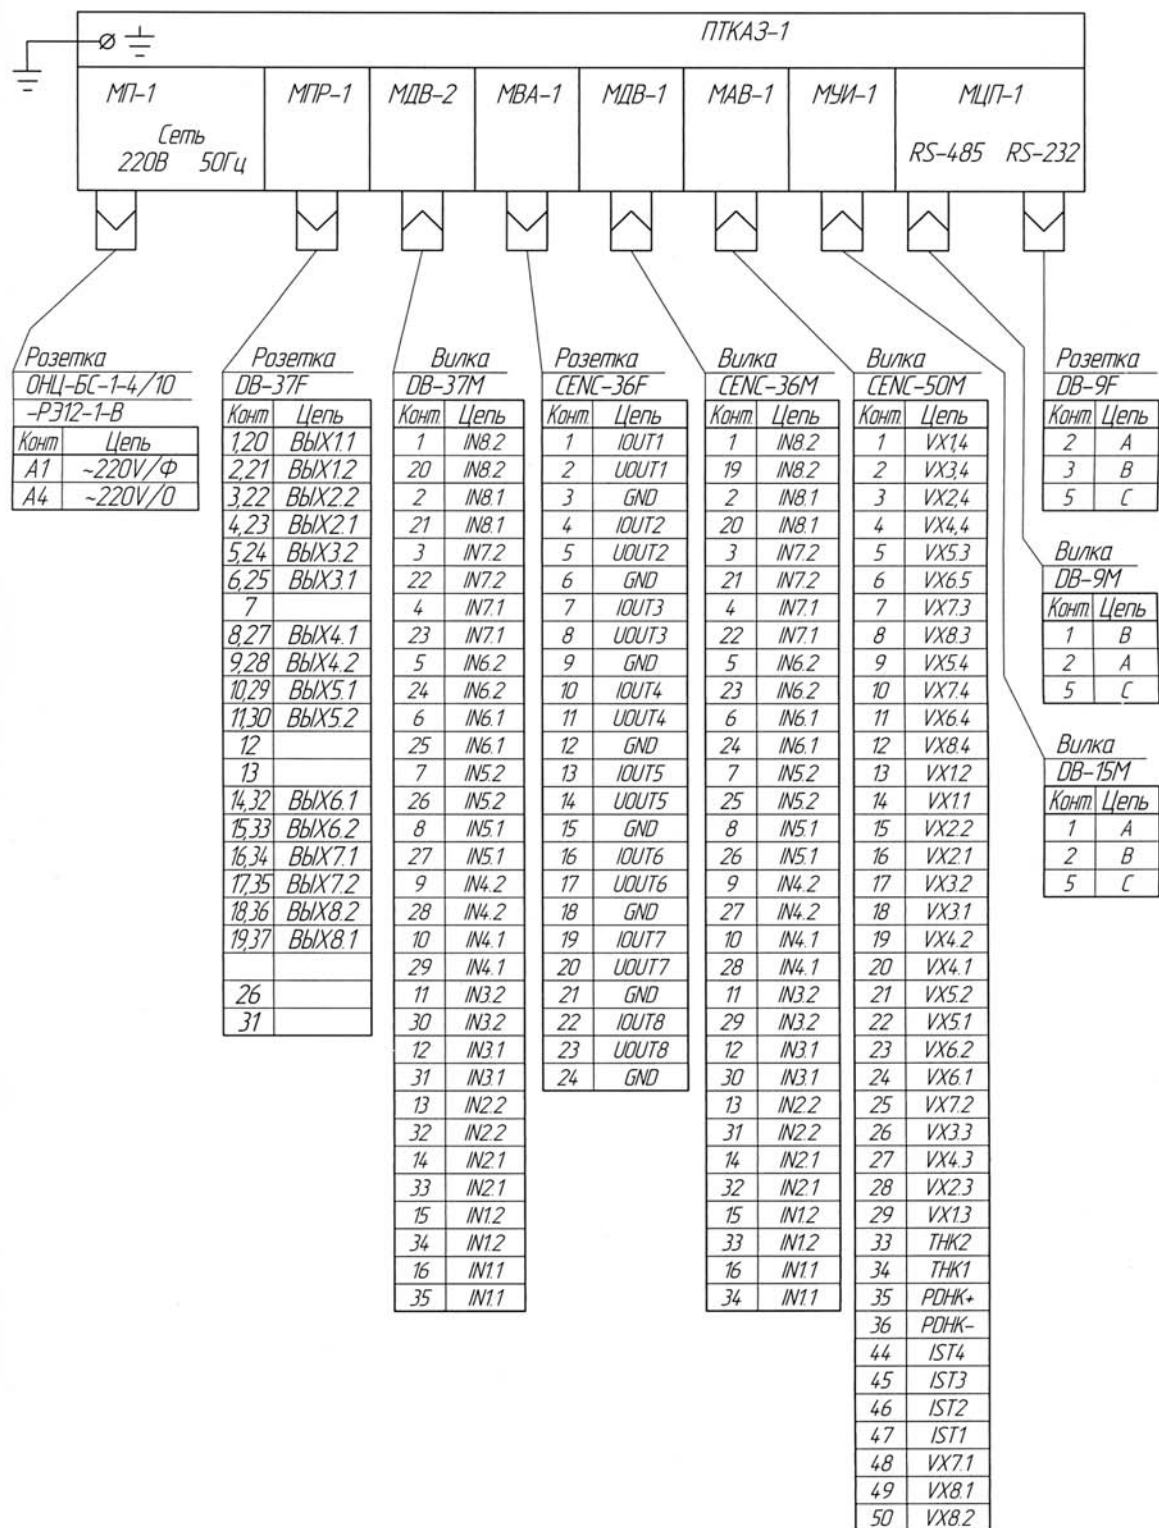 ПТКАЗ-1
МП-1
Сеть
220В 50Гц
МПР-1
МДВ-2
МВА-1
МДВ-1
МАВ-1
МУИ-1
МЦП-1
RS-485 RS-232
Розетка
ОНЦ-БС-1-4/10
-РЭ12-1-В
Конт Цепь
А1 ~220V/Ф
А4 ~220V/0
Розетка
DB-37F
Конт Цепь
1,20 ВЫХ1.1
2,21 ВЫХ1.2
3,22 ВЫХ2.2
4,23 ВЫХ2.1
5,24 ВЫХ3.2
6,25 ВЫХ3.1
7
8,27 ВЫХ4.1
9,28 ВЫХ4.2
10,29 ВЫХ5.1
11,30 ВЫХ5.2
12
13
14,32 ВЫХ6.1
15,33 ВЫХ6.2
16,34 ВЫХ7.1
17,35 ВЫХ7.2
18,36 ВЫХ8.2
19,37 ВЫХ8.1
26
31
Вилка
DB-37M
Конт. Цепь
1 IN8.2
20 IN8.2
2 IN8.1
21 IN8.1
3 IN7.2
22 IN7.2
4 IN7.1
23 IN7.1
5 IN6.2
24 IN6.2
6 IN6.1
25 IN6.1
7 IN5.2
26 IN5.2
8 IN5.1
27 IN5.1
9 IN4.2
28 IN4.2
10 IN4.1
29 IN4.1
11 IN3.2
30 IN3.2
12 IN3.1
31 IN3.1
13 IN2.2
32 IN2.2
14 IN2.1
33 IN2.1
15 IN1.2
34 IN1.2
16 IN1.1
35 IN1.1
Розетка
CENC-36F
Конт. Цепь
1 IOUT1
2 UOUT1
3 GND
4 IOUT2
5 UOUT2
6 GND
7 IOUT3
8 UOUT3
9 GND
10 IOUT4
11 UOUT4
12 GND
13 IOUT5
14 UOUT5
15 GND
16 IOUT6
17 UOUT6
18 GND
19 IOUT7
20 UOUT7
21 GND
22 IOUT8
23 UOUT8
24 GND
Вилка
CENC-36M
Конт. Цепь
1 IN8.2
19 IN8.2
2 IN8.1
20 IN8.1
3 IN7.2
21 IN7.2
4 IN7.1
22 IN7.1
5 IN6.2
23 IN6.2
6 IN6.1
24 IN6.1
7 IN5.2
25 IN5.2
8 IN5.1
26 IN5.1
9 IN4.2
27 IN4.2
10 IN4.1
28 IN4.1
11 IN3.2
29 IN3.2
12 IN3.1
30 IN3.1
13 IN2.2
31 IN2.2
14 IN2.1
32 IN2.1
15 IN1.2
33 IN1.2
16 IN1.1
34 IN1.1
Вилка
CENC-50M
Конт. Цепь
1 VX1,4
2 VX3,4
3 VX2,4
4 VX4,4
5 VX5.3
6 VX6.5
7 VX7.3
8 VX8.3
9 VX5.4
10 VX7.4
11 VX6.4
12 VX8.4
13 VX1.2
14 VX1.1
15 VX2.2
16 VX2.1
17 VX3.2
18 VX3.1
19 VX4.2
20 VX4.1
21 VX5.2
22 VX5.1
23 VX6.2
24 VX6.1
25 VX7.2
26 VX3.3
27 VX4.3
28 VX2.3
29 VX1.3
33 THK2
34 THK1
35 PDHK+
36 PDHK-
44 IST4
45 IST3
46 IST2
47 IST1
48 VX7.1
49 VX8.1
50 VX8.2
Розетка
DB-9F
Конт. Цепь
2 A
3 B
5 C
Вилка
DB-9M
Конт. Цепь
1 B
2 A
5 C
Вилка
DB-15M
Конт. Цепь
1 A
2 B
5 C